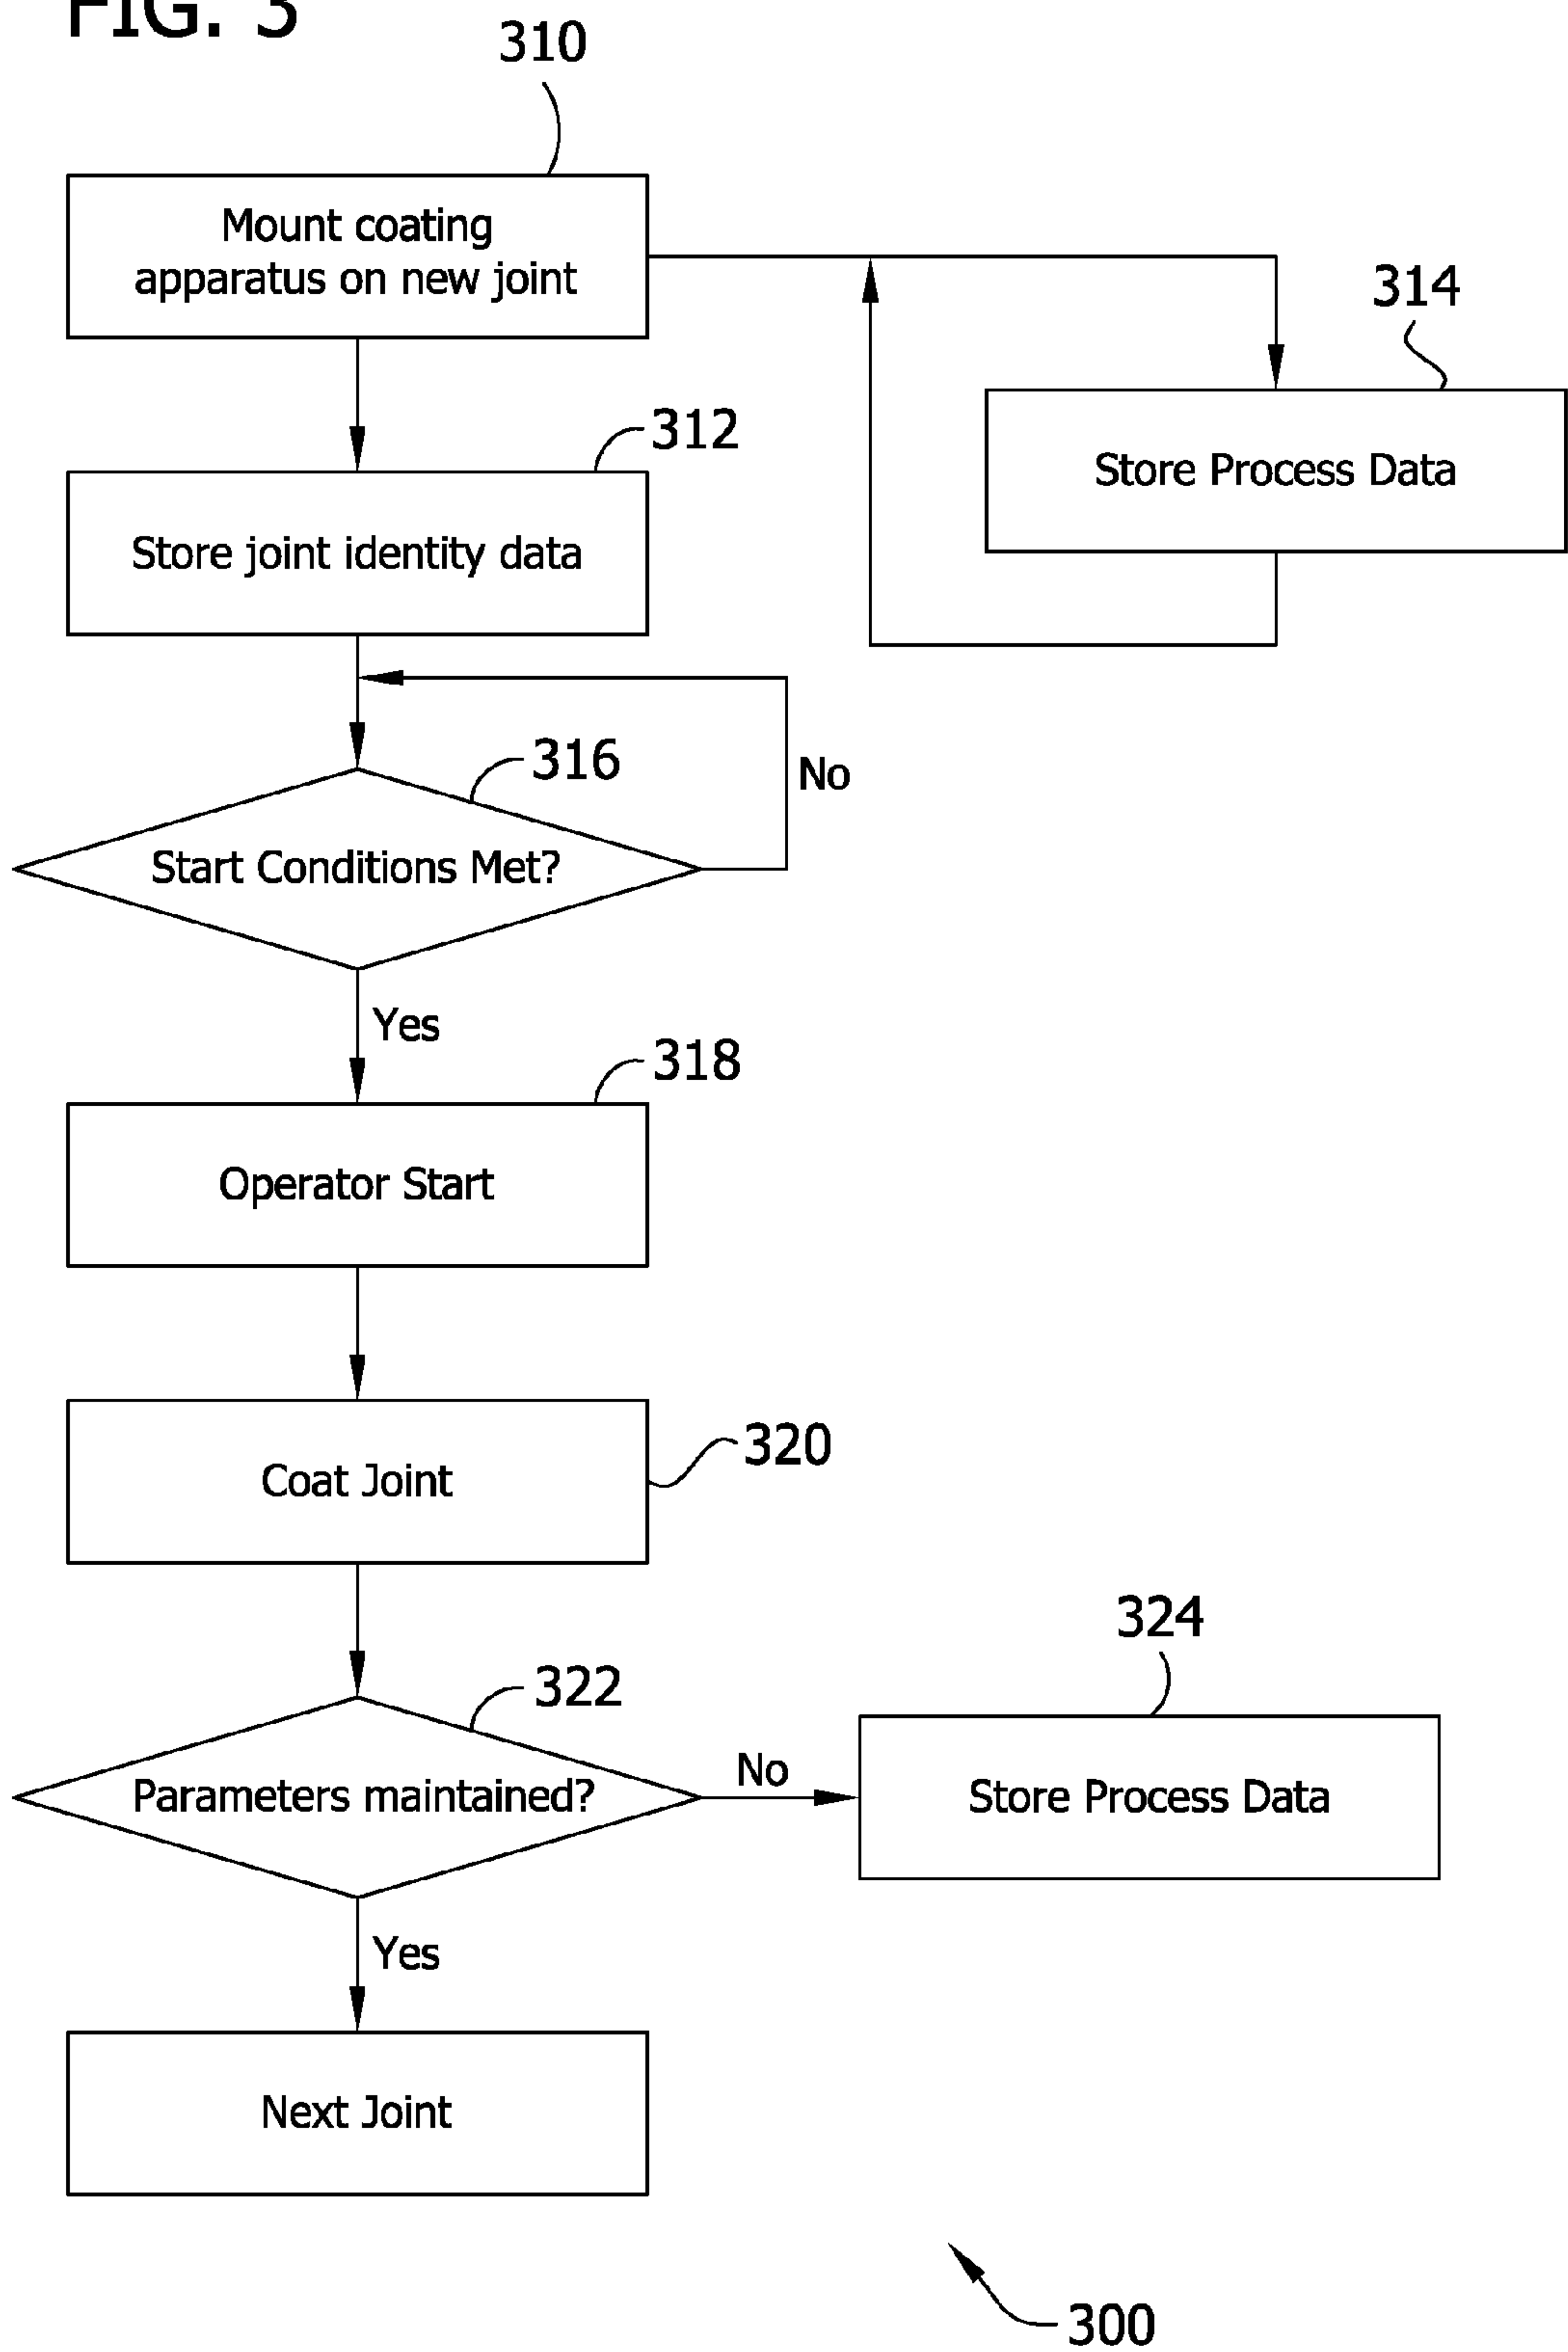 FIG. 3
310
Mount coating
apparatus on new joint
314
Store Process Data
312
Store joint identity data
316
No
Start Conditions Met?
Yes
318
Operator Start
320
Coat Joint
322
324
Parameters maintained?
No
Store Process Data
Yes
Next Joint
300